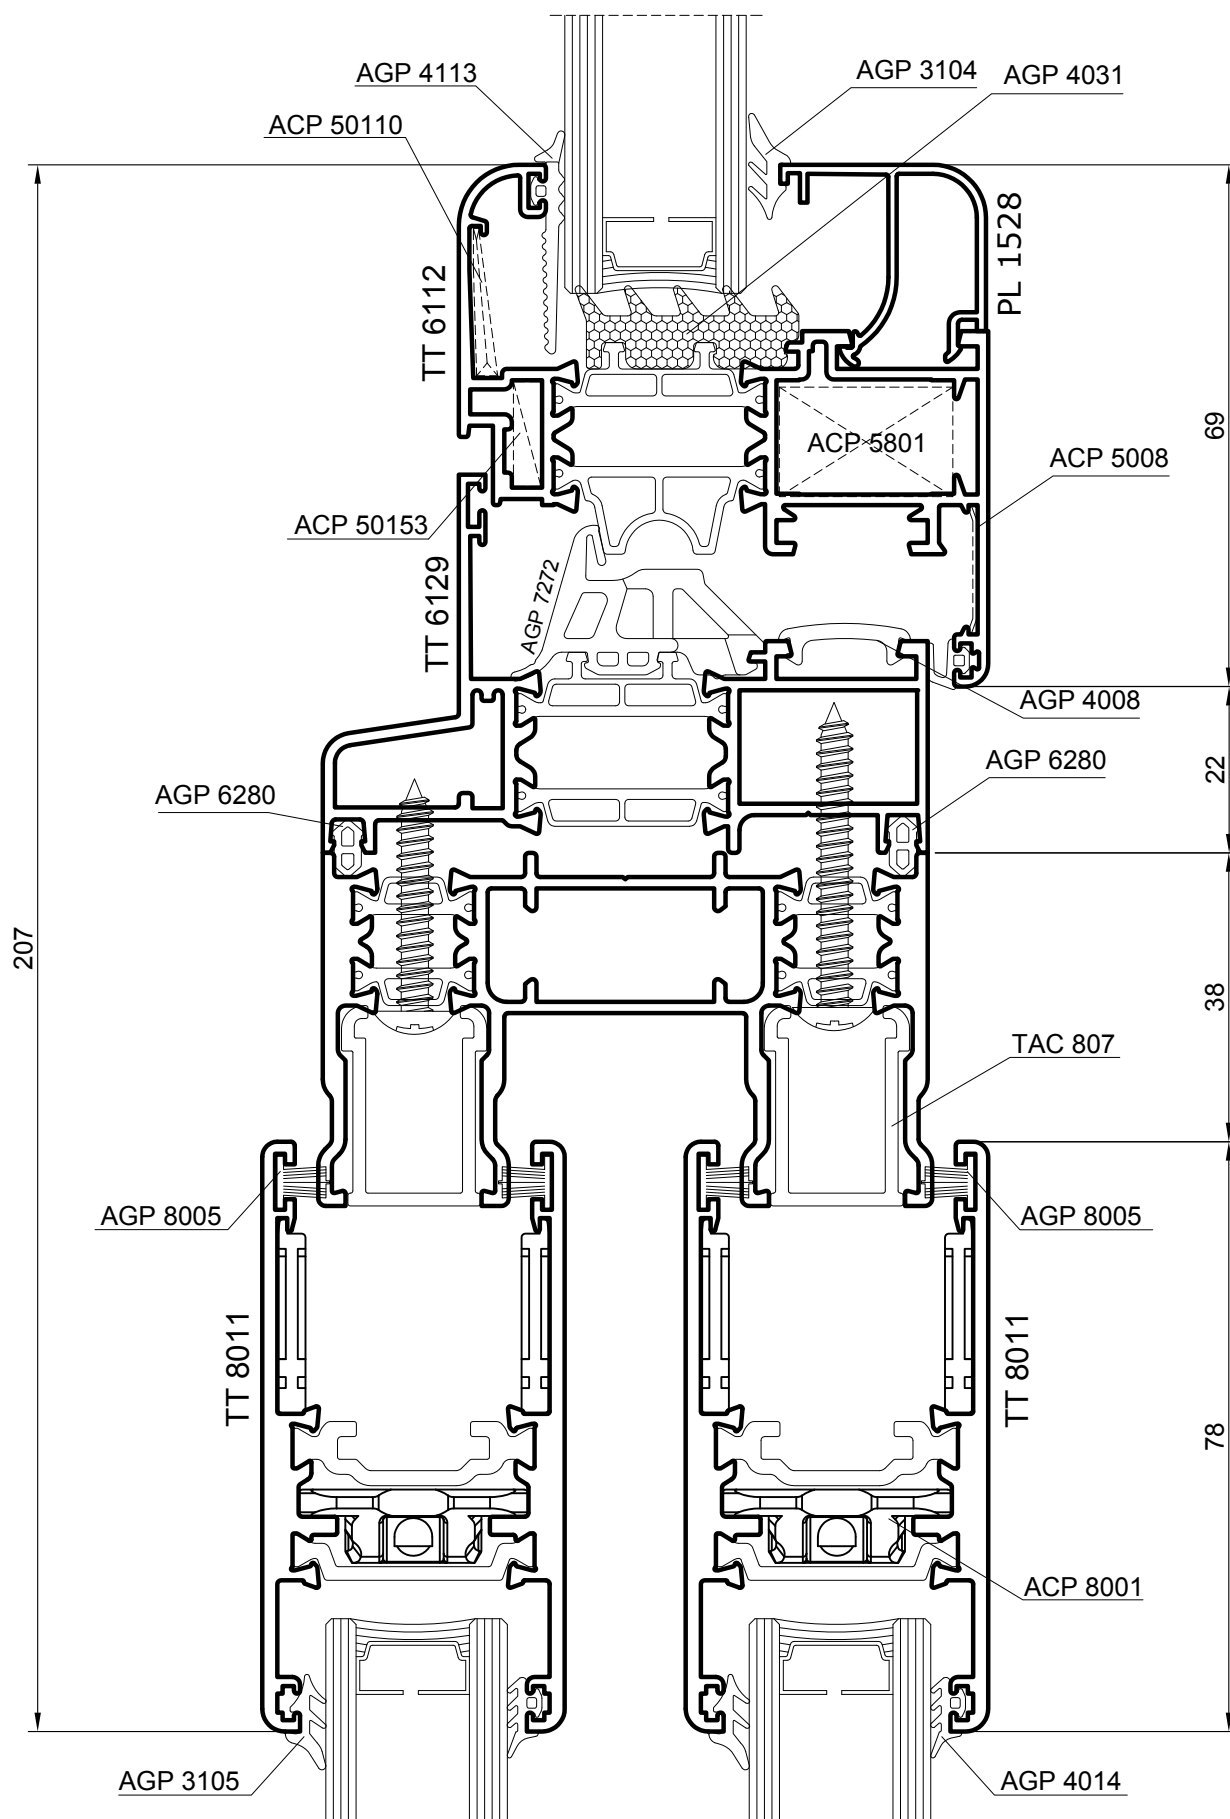 AGP 4113
AGP 3104
AGP 4031
ACP 50110
PL 1528
TT 6112
69
ACP 5801
ACP 5008
ACP 50153
AGP 7272
TT 6129
AGP 4008
22
AGP 6280
AGP 6280
207
38
TAC 807
AGP 8005
AGP 8005
TT 8011
TT 8011
78
ACP 8001
AGP 3105
AGP 4014